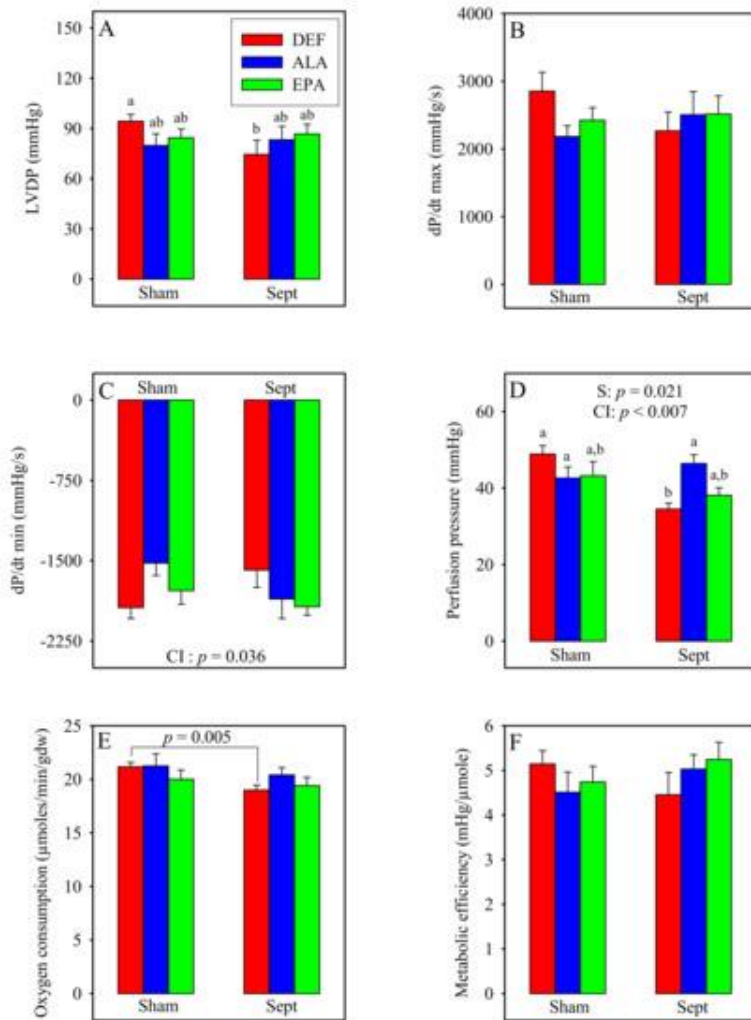 A
DEF
ALA
EPA
LVDP (mmHg)
160
120
90
60
30
0
a
ab
ab
b
ab
ab
Sham
Sept
B
dP/dt max (mmHg/s)
4000
3000
2000
1000
0
Sham
Sept
C
Sham
Sept
dP/dt min (mmHg/s)
0
-750
-1500
-2250
CI : p = 0.036
D
S: p = 0.021
CI: p < 0.007
Perfusion pressure (mmHg)
60
40
20
0
a
a
a,b
b
a
a,b
Sham
Sept
E
p = 0.005
Oxygen consumption (µmoles/min/gdw)
25
20
15
10
5
0
Sham
Sept
F
Metabolic efficiency (mHg/µmole)
6
5
4
3
2
1
0
Sham
Sept